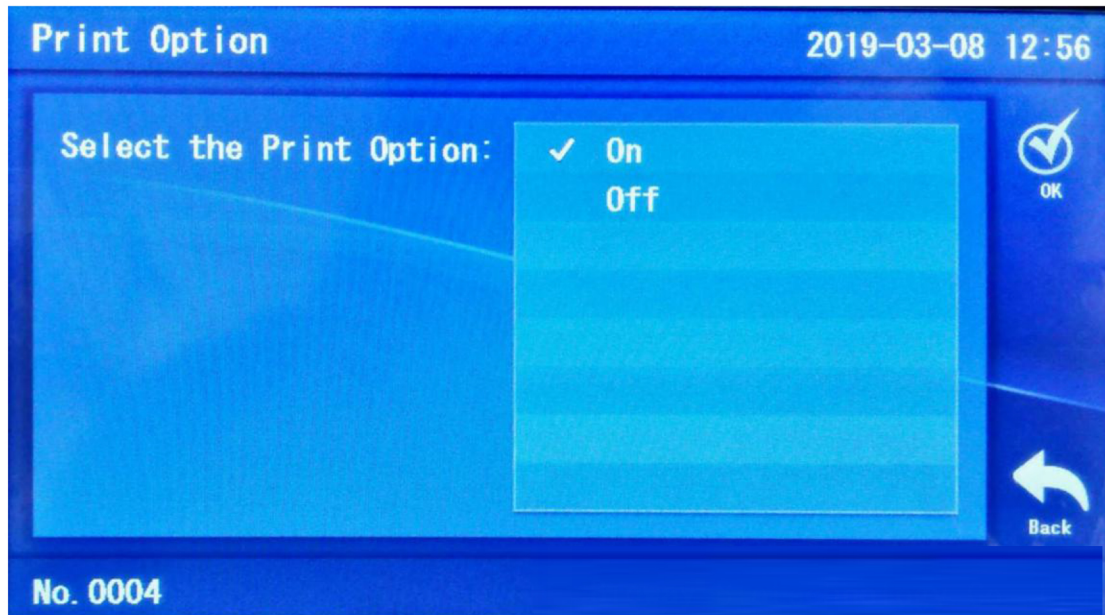 Print Option 2019-03-08 12:56
Select the Print Option: ✓ On
Off
OK
Back
No. 0004